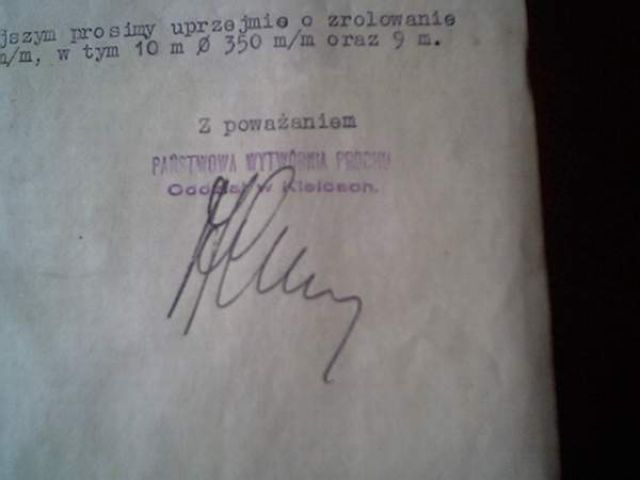 jszym prosimy uprzejmie o zrolowanie
m/m, w tym 10 m Ø 350 m/m oraz 9 m.
Z poważaniem
PAŃSTWOWA WYTWÓRNIA PROCHU
Oddział w Kielcach.